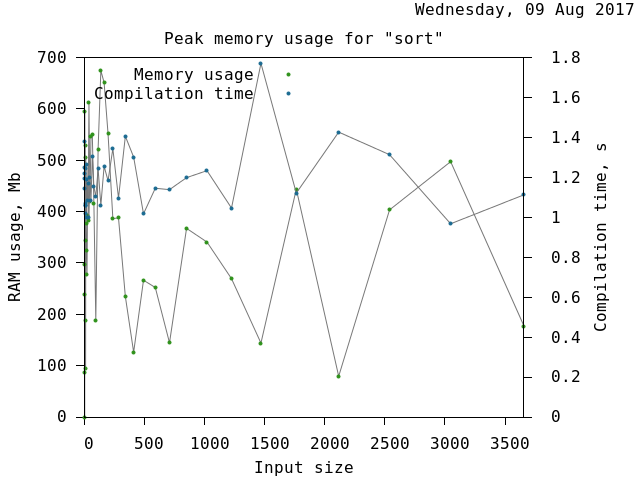 Wednesday, 09 Aug 2017
Peak memory usage for "sort"
Memory usage
Compilation time
RAM usage, Mb
700
600
500
400
300
200
100
0
Compilation time, s
1.8
1.6
1.4
1.2
1
0.8
0.6
0.4
0.2
0
0 500 1000 1500 2000 2500 3000 3500
Input size